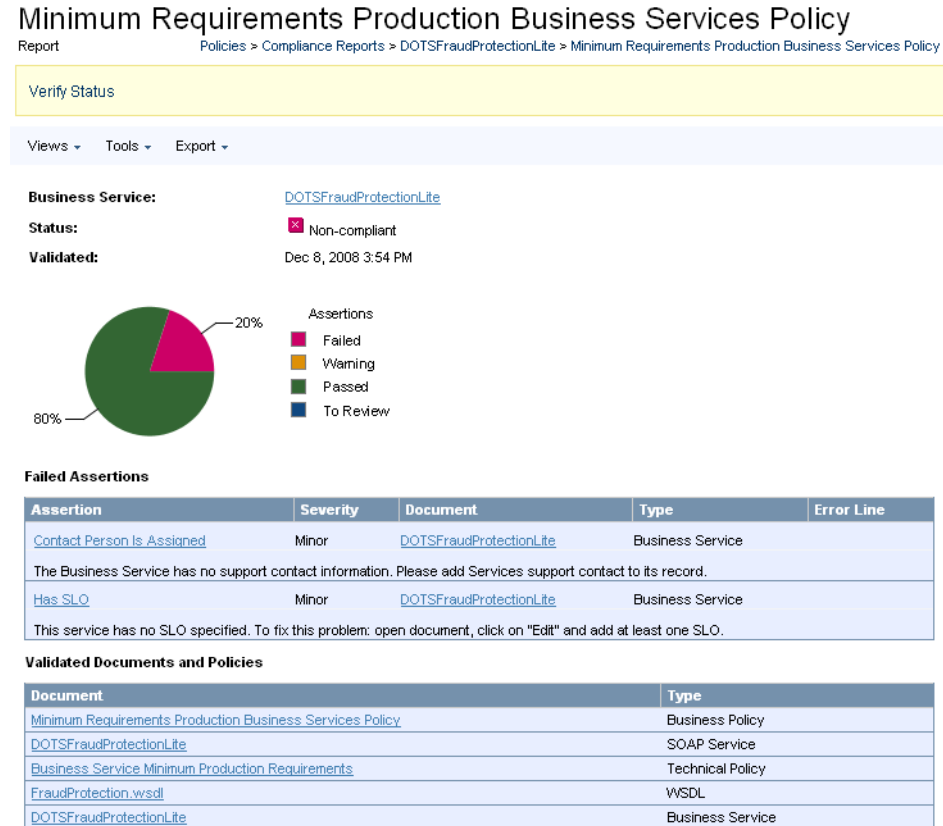 Minimum Requirements Production Business Services Policy
Report Policies > Compliance Reports > DOTSFraudProtectionLite > Minimum Requirements Production Business Services Policy
Verify Status
Views Tools Export
Business Service: DOTSFraudProtectionLite
Status: Non-compliant
Validated: Dec 8, 2008 3:54 PM
20%
80%
Assertions
Failed
Warning
Passed
To Review
Failed Assertions
Assertion Severity Document Type Error Line
Contact Person Is Assigned Minor DOTSFraudProtectionLite Business Service
The Business Service has no support contact information. Please add Services support contact to its record.
Has SLO Minor DOTSFraudProtectionLite Business Service
This service has no SLO specified. To fix this problem: open document, click on "Edit" and add at least one SLO.
Validated Documents and Policies
Document Type
Minimum Requirements Production Business Services Policy Business Policy
DOTSFraudProtectionLite SOAP Service
Business Service Minimum Production Requirements Technical Policy
FraudProtection.wsdl WSDL
DOTSFraudProtectionLite Business Service